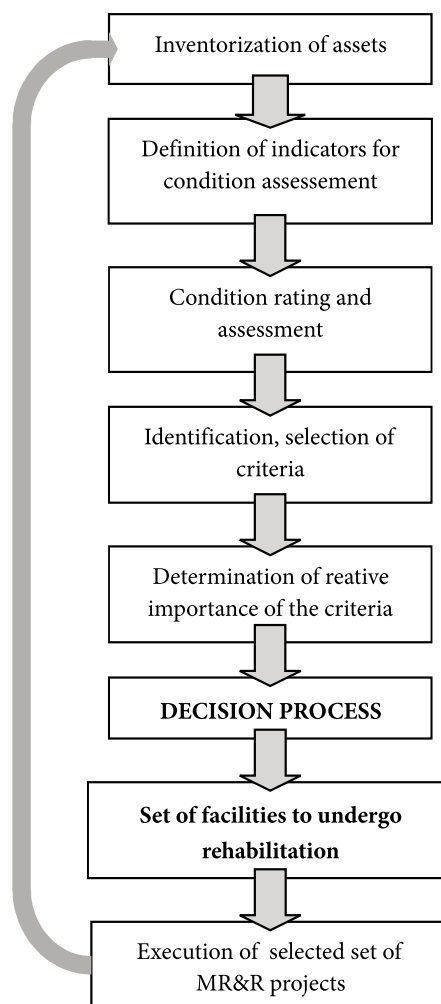 Inventorization of assets
Definition of indicators for
condition assessement
Condition rating and
assessment
Identification, selection of
criteria
Determination of reative
importance of the criteria
DECISION PROCESS
Set of facilities to undergo
rehabilitation
Execution of selected set of
MR&R projects